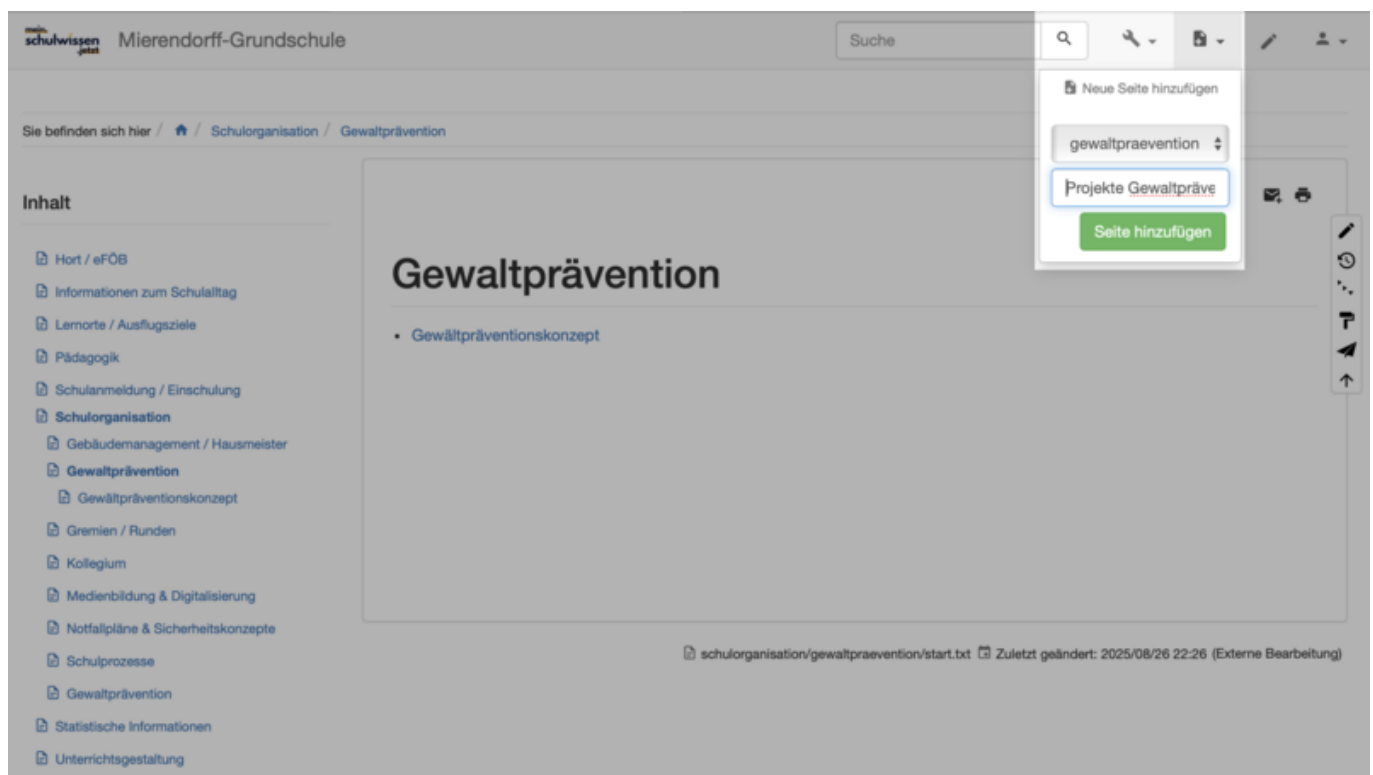 mein.
schulwissen
.jetzt
Mierendorff-Grundschule
Suche
Neue Seite hinzufügen
Sie befinden sich hier / / Schulorganisation / Gewaltprävention
gewaltpraevention
Projekte Gewaltpräve
Seite hinzufügen
Inhalt
Hort / eFÖB
Informationen zum Schulalltag
Lernorte / Ausflugsziele
Pädagogik
Schulanmeldung / Einschulung
Schulorganisation
Gebäudemanagement / Hausmeister
Gewaltprävention
Gewältpräventionskonzept
Gremien / Runden
Kollegium
Medienbildung & Digitalisierung
Notfallpläne & Sicherheitskonzepte
Schulprozesse
Gewaltprävention
Statistische Informationen
Unterrichtsgestaltung
Gewaltprävention
• Gewältpräventionskonzept
schulorganisation/gewaltpraevention/start.txt Zuletzt geändert: 2025/08/26 22:26 (Externe Bearbeitung)